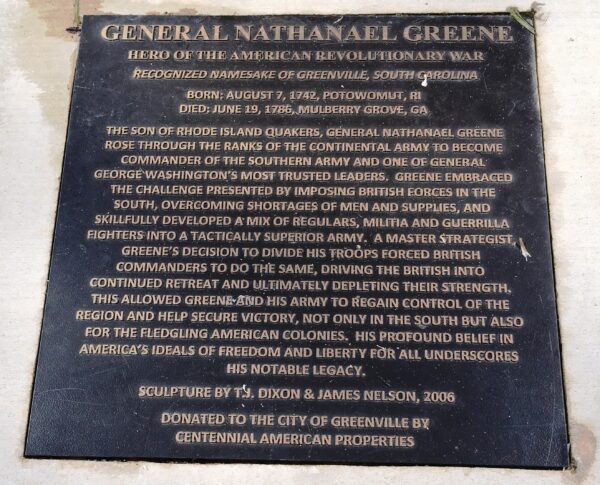 GENERAL NATHANAEL GREENE
HERO OF THE AMERICAN REVOLUTIONARY WAR
RECOGNIZED NAMESAKE OF GREENVILLE, SOUTH CAROLINA
BORN: AUGUST 7, 1742, POTOWOMUT, RI
DIED: JUNE 19, 1786, MULBERRY GROVE, GA
THE SON OF RHODE ISLAND QUAKERS, GENERAL NATHANAEL GREENE
ROSE THROUGH THE RANKS OF THE CONTINENTAL ARMY TO BECOME
COMMANDER OF THE SOUTHERN ARMY AND ONE OF GENERAL
GEORGE WASHINGTON'S MOST TRUSTED LEADERS. GREENE EMBRACED
THE CHALLENGE PRESENTED BY IMPOSING BRITISH FORCES IN THE
SOUTH, OVERCOMING SHORTAGES OF MEN AND SUPPLIES, AND
SKILLFULLY DEVELOPED A MIX OF REGULARS, MILITIA AND GUERRILLA
FIGHTERS INTO A TACTICALLY SUPERIOR ARMY. A MASTER STRATEGIST,
GREENE'S DECISION TO DIVIDE HIS TROOPS FORCED BRITISH
COMMANDERS TO DO THE SAME, DRIVING THE BRITISH INTO
CONTINUED RETREAT AND ULTIMATELY DEPLETING THEIR STRENGTH.
THIS ALLOWED GREENE AND HIS ARMY TO REGAIN CONTROL OF THE
REGION AND HELP SECURE VICTORY, NOT ONLY IN THE SOUTH BUT ALSO
FOR THE FLEDGLING AMERICAN COLONIES. HIS PROFOUND BELIEF IN
AMERICA'S IDEALS OF FREEDOM AND LIBERTY FOR ALL UNDERSCORES
HIS NOTABLE LEGACY.
SCULPTURE BY T.J. DIXON & JAMES NELSON, 2006
DONATED TO THE CITY OF GREENVILLE BY
CENTENNIAL AMERICAN PROPERTIES